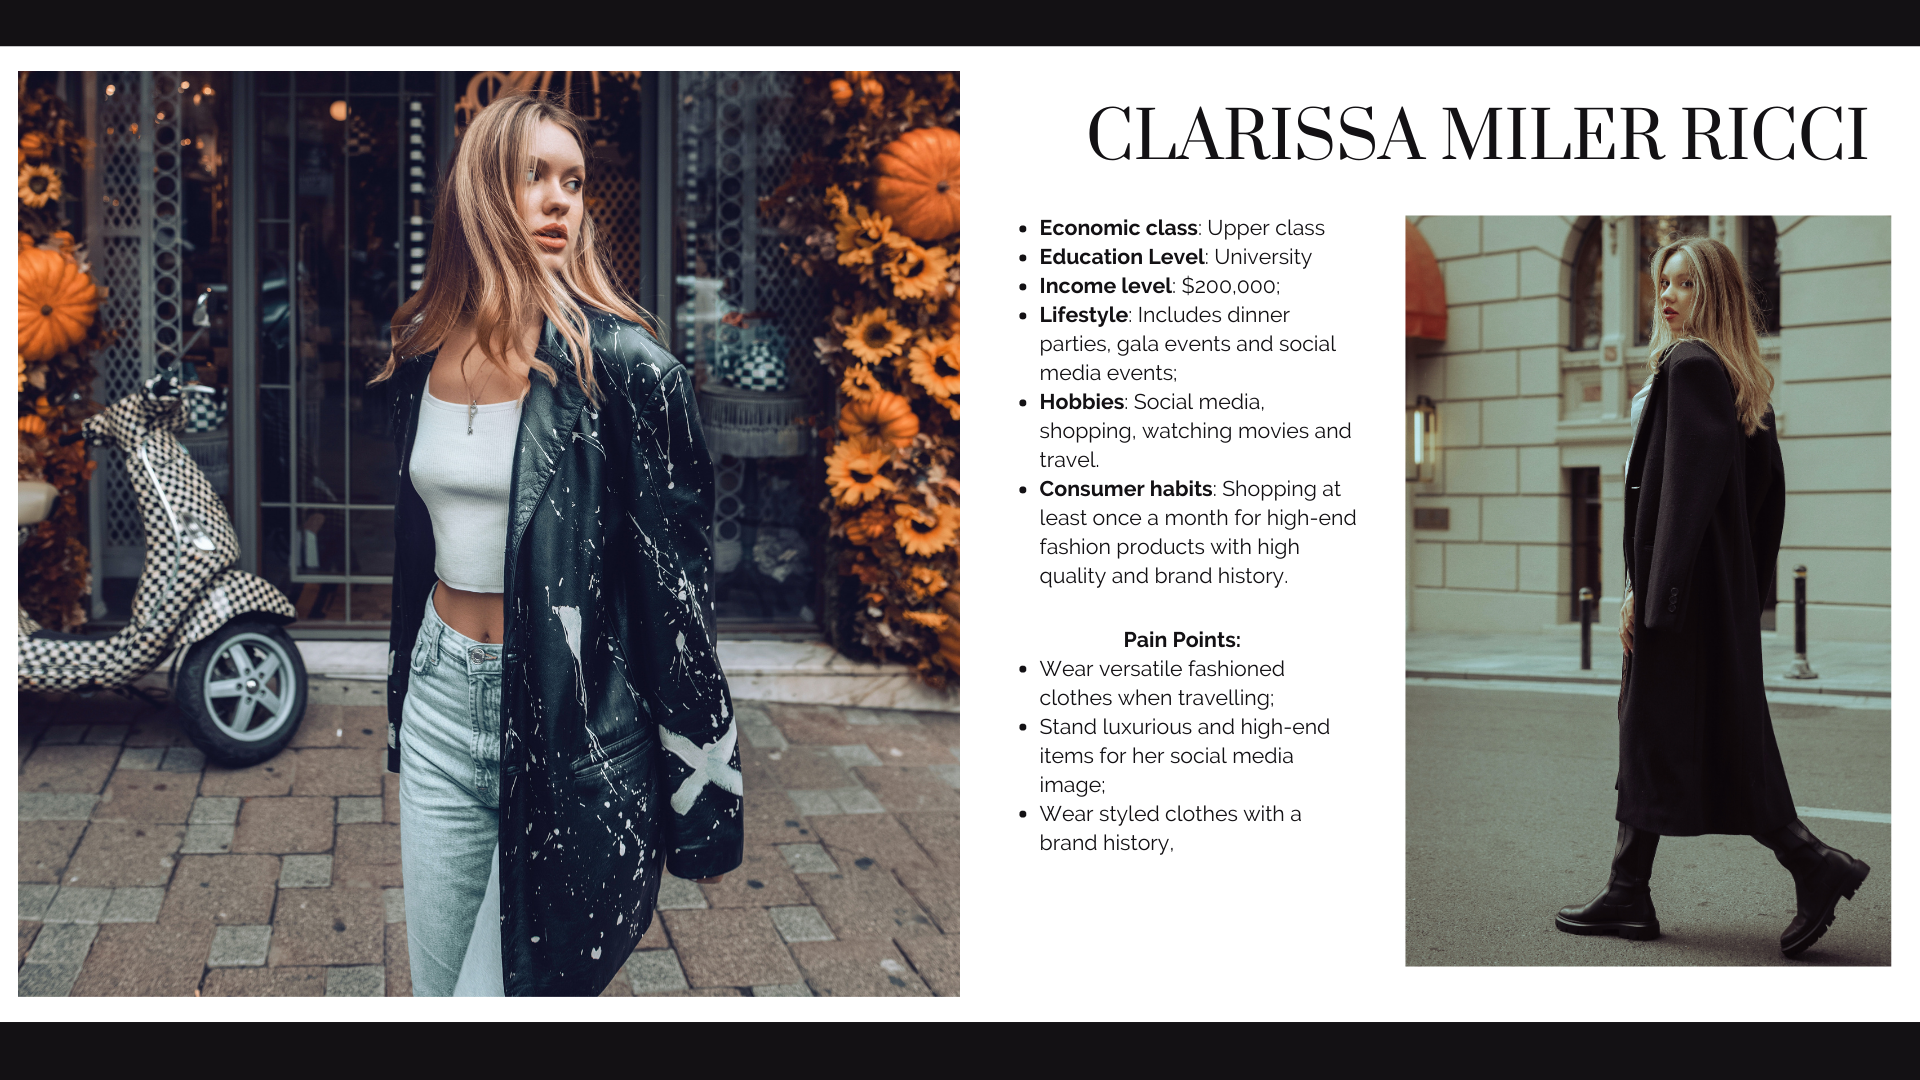 CLARISSA MILER RICCI
• Economic class: Upper class
• Education Level: University
• Income level: $200,000;
• Lifestyle: Includes dinner
parties, gala events and social
media events;
• Hobbies: Social media,
shopping, watching movies and
travel.
• Consumer habits: Shopping at
least once a month for high-end
fashion products with high
quality and brand history.
Pain Points:
• Wear versatile fashioned
clothes when travelling;
• Stand luxurious and high-end
items for her social media
image;
• Wear styled clothes with a
brand history,